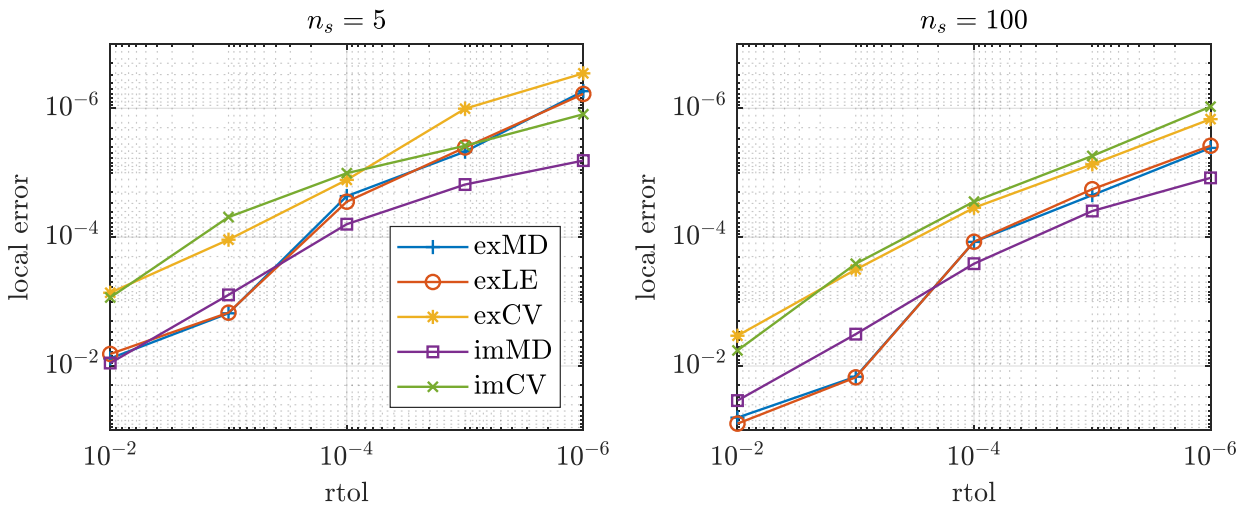 n_s = 5
10^{-6}
10^{-4}
10^{-2}
local error
exMD
exLE
exCV
imMD
imCV
10^{-2} 10^{-4} 10^{-6}
rtol
n_s = 100
10^{-6}
10^{-4}
10^{-2}
local error
10^{-2} 10^{-4} 10^{-6}
rtol